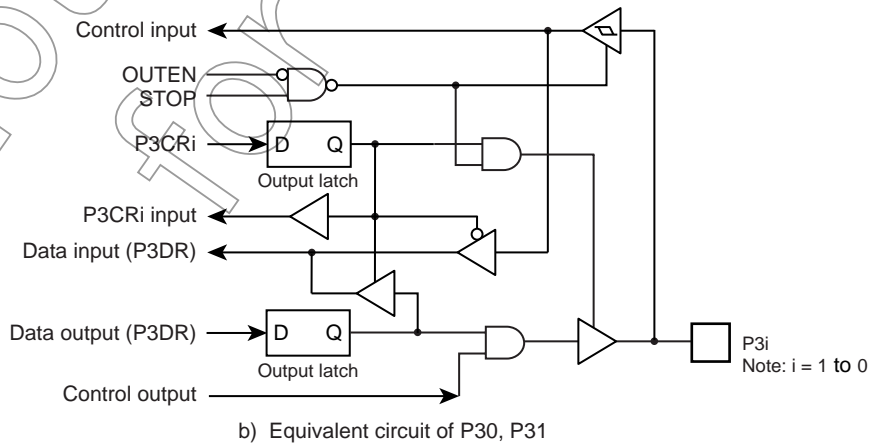 Control input
OUTEN
STOP
P3CRi
D Q
Output latch
P3CRi input
Data input (P3DR)
Data output (P3DR)
D Q
Output latch
Control output
P3i
Note: i = 1 to 0
b) Equivalent circuit of P30, P31
for